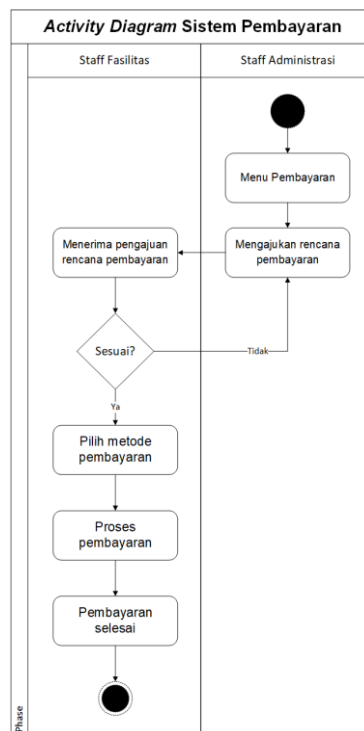 Activity Diagram Sistem Pembayaran
Staff Fasilitas
Staff Administrasi
Menu Pembayaran
Mengajukan rencana
pembayaran
Menerima pengajuan
rencana pembayaran
Sesuai?
Tidak
Ya
Pilih metode
pembayaran
Proses
pembayaran
Pembayaran
selesai
Phase